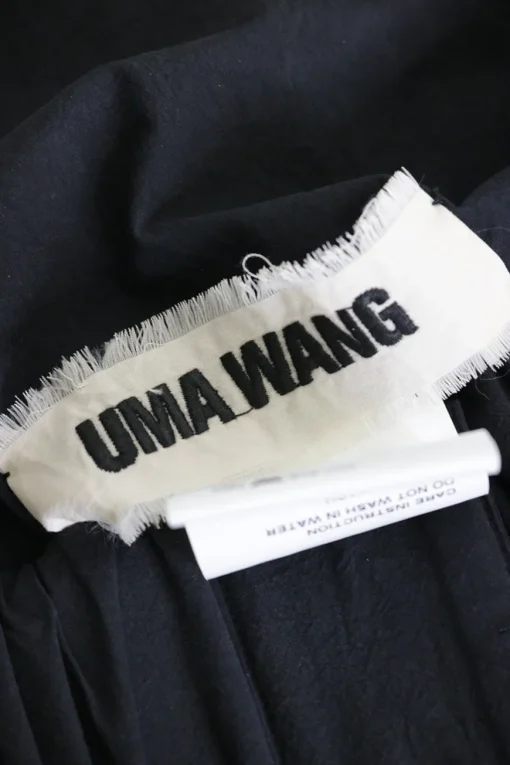 UMA WANG
CARE INSTRUCTION
DO NOT WASH IN WATER